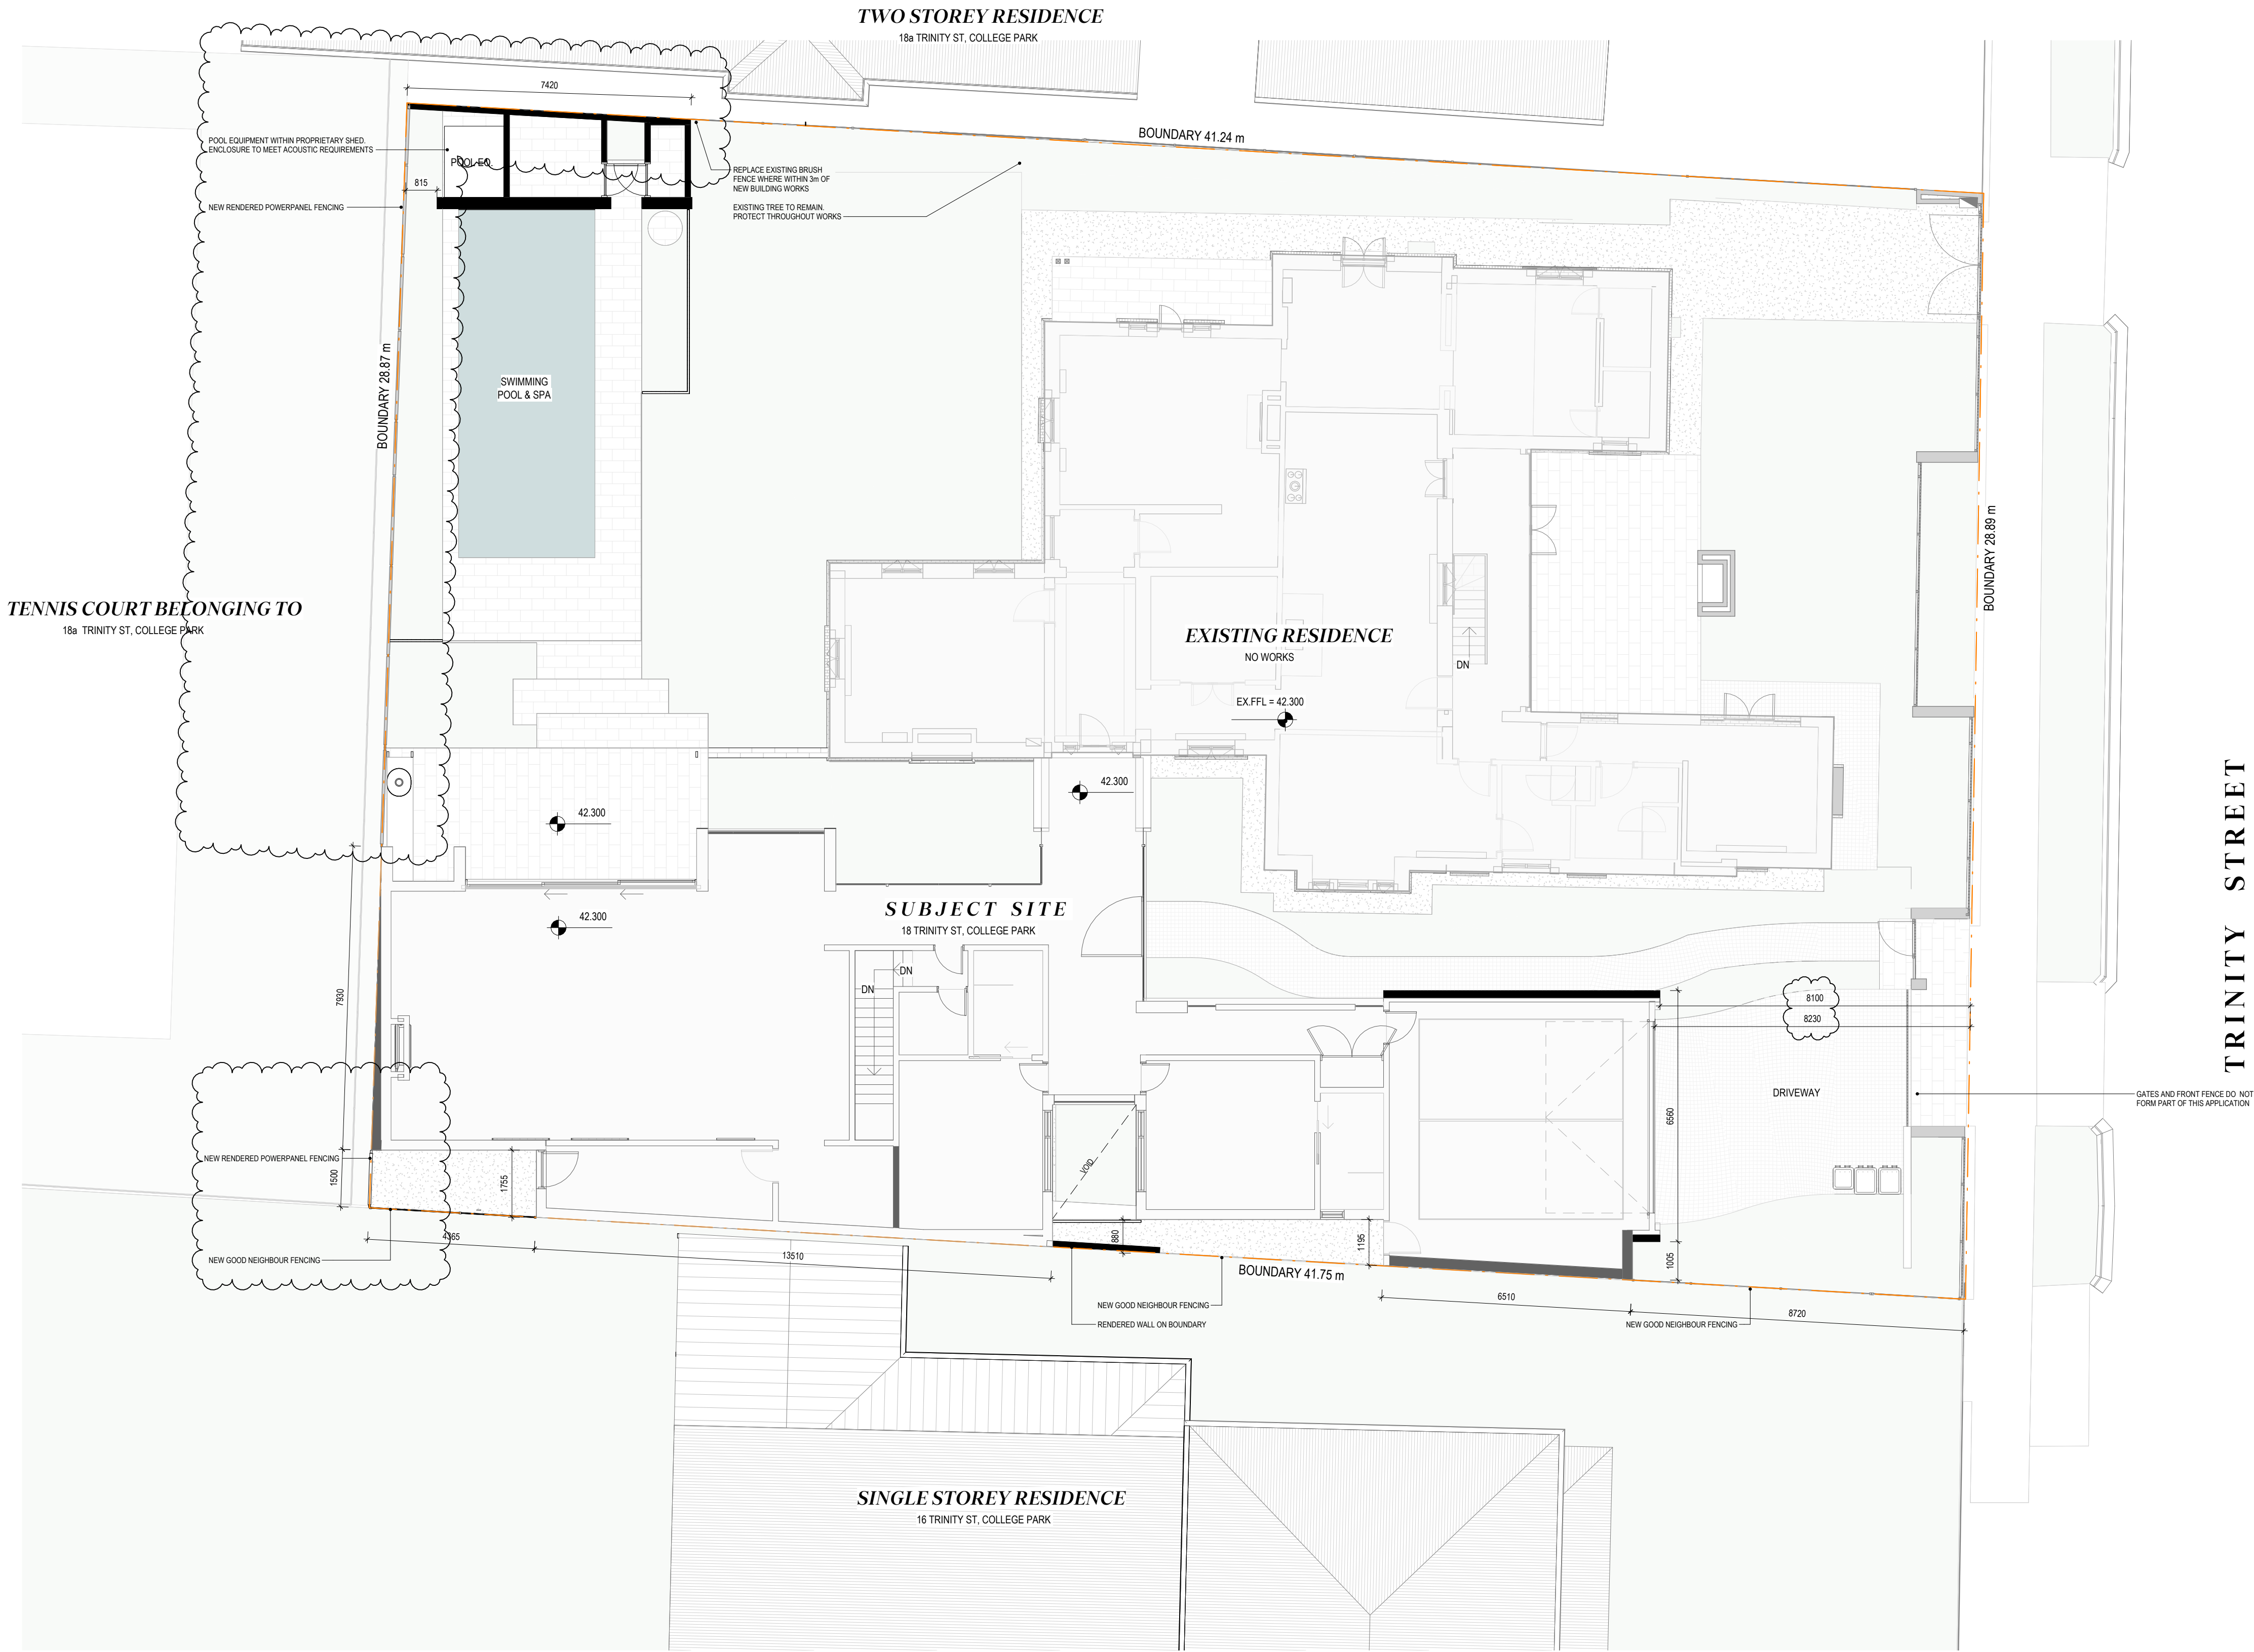 TWO STOREY RESIDENCE
18a TRINITY ST, COLLEGE PARK
7420
BOUNDARY 41.24 m
POOL EQUIPMENT WITHIN PROPRIETARY SHED.
ENCLOSURE TO MEET ACOUSTIC REQUIREMENTS
POOL EQ.
REPLACE EXISTING BRUSH
FENCE WHERE WITHIN 3m OF
NEW BUILDING WORKS
815
NEW RENDERED POWERPANEL FENCING
EXISTING TREE TO REMAIN.
PROTECT THROUGHOUT WORKS
BOUNDARY 28.87 m
SWIMMING
POOL & SPA
BOUNDARY 28.89 m
TENNIS COURT BELONGING TO
18a TRINITY ST, COLLEGE PARK
EXISTING RESIDENCE
NO WORKS
DN
EX.FFL = 42.300
42.300
42.300
42.300
SUBJECT SITE
18 TRINITY ST, COLLEGE PARK
TRINITY STREET
DN
DN
7930
8100
8230
DRIVEWAY
GATES AND FRONT FENCE DO NOT
FORM PART OF THIS APPLICATION
6560
VOID
NEW RENDERED POWERPANEL FENCING
1500
1755
880
1195
1005
4365
13510
NEW GOOD NEIGHBOUR FENCING
BOUNDARY 41.75 m
6510
8720
NEW GOOD NEIGHBOUR FENCING
RENDERED WALL ON BOUNDARY
NEW GOOD NEIGHBOUR FENCING
SINGLE STOREY RESIDENCE
16 TRINITY ST, COLLEGE PARK